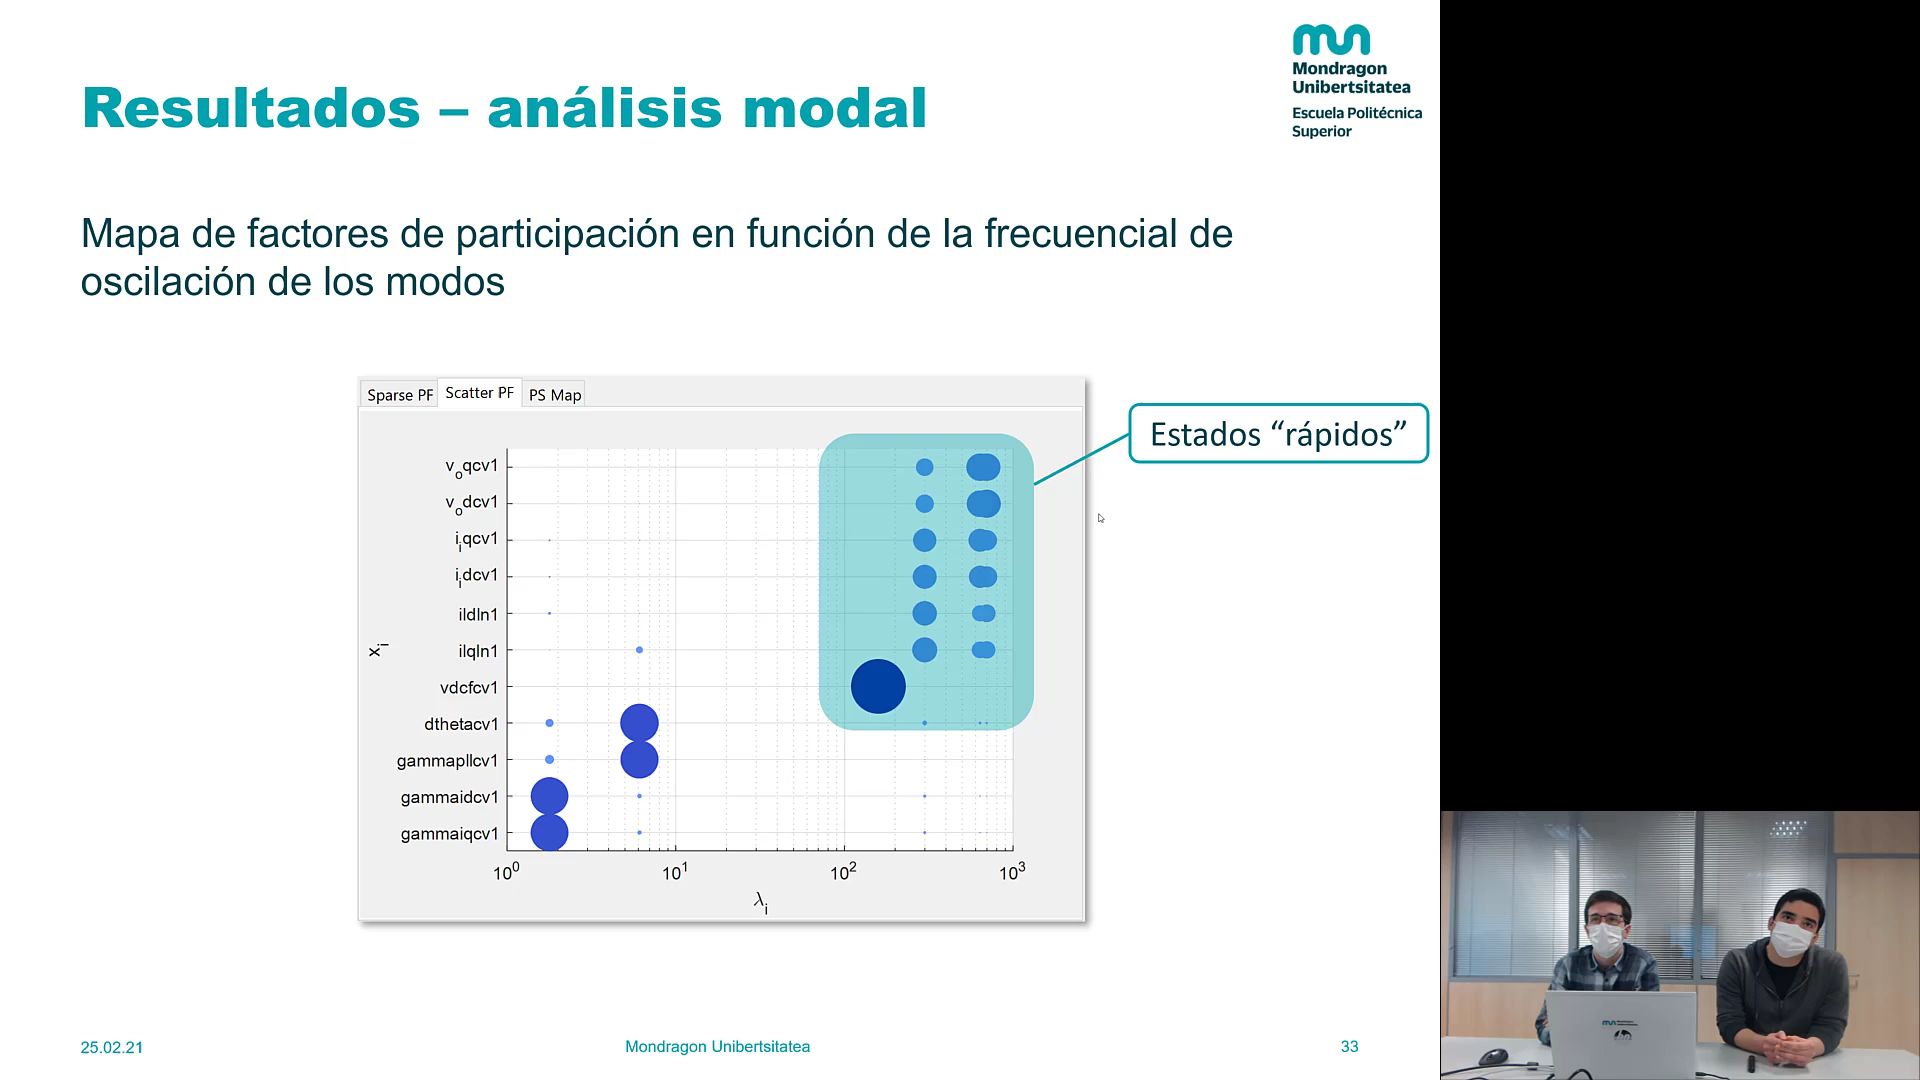 Resultados – análisis modal
Mondragon
Unibertsitatea
Escuela Politécnica
Superior
Mapa de factores de participación en función de la frecuencial de
oscilación de los modos
Sparse PF
Scatter PF
PS Map
Estados “rápidos”
v_oqcv1
v_odcv1
i_iqcv1
i_idcv1
ildln1
ilqln1
vdcfcv1
dthetacv1
gammapllcv1
gammaidcv1
gammaiqcv1
x_i
10^0 10^1 10^2 10^3
λ_i
25.02.21
Mondragon Unibertsitatea
33